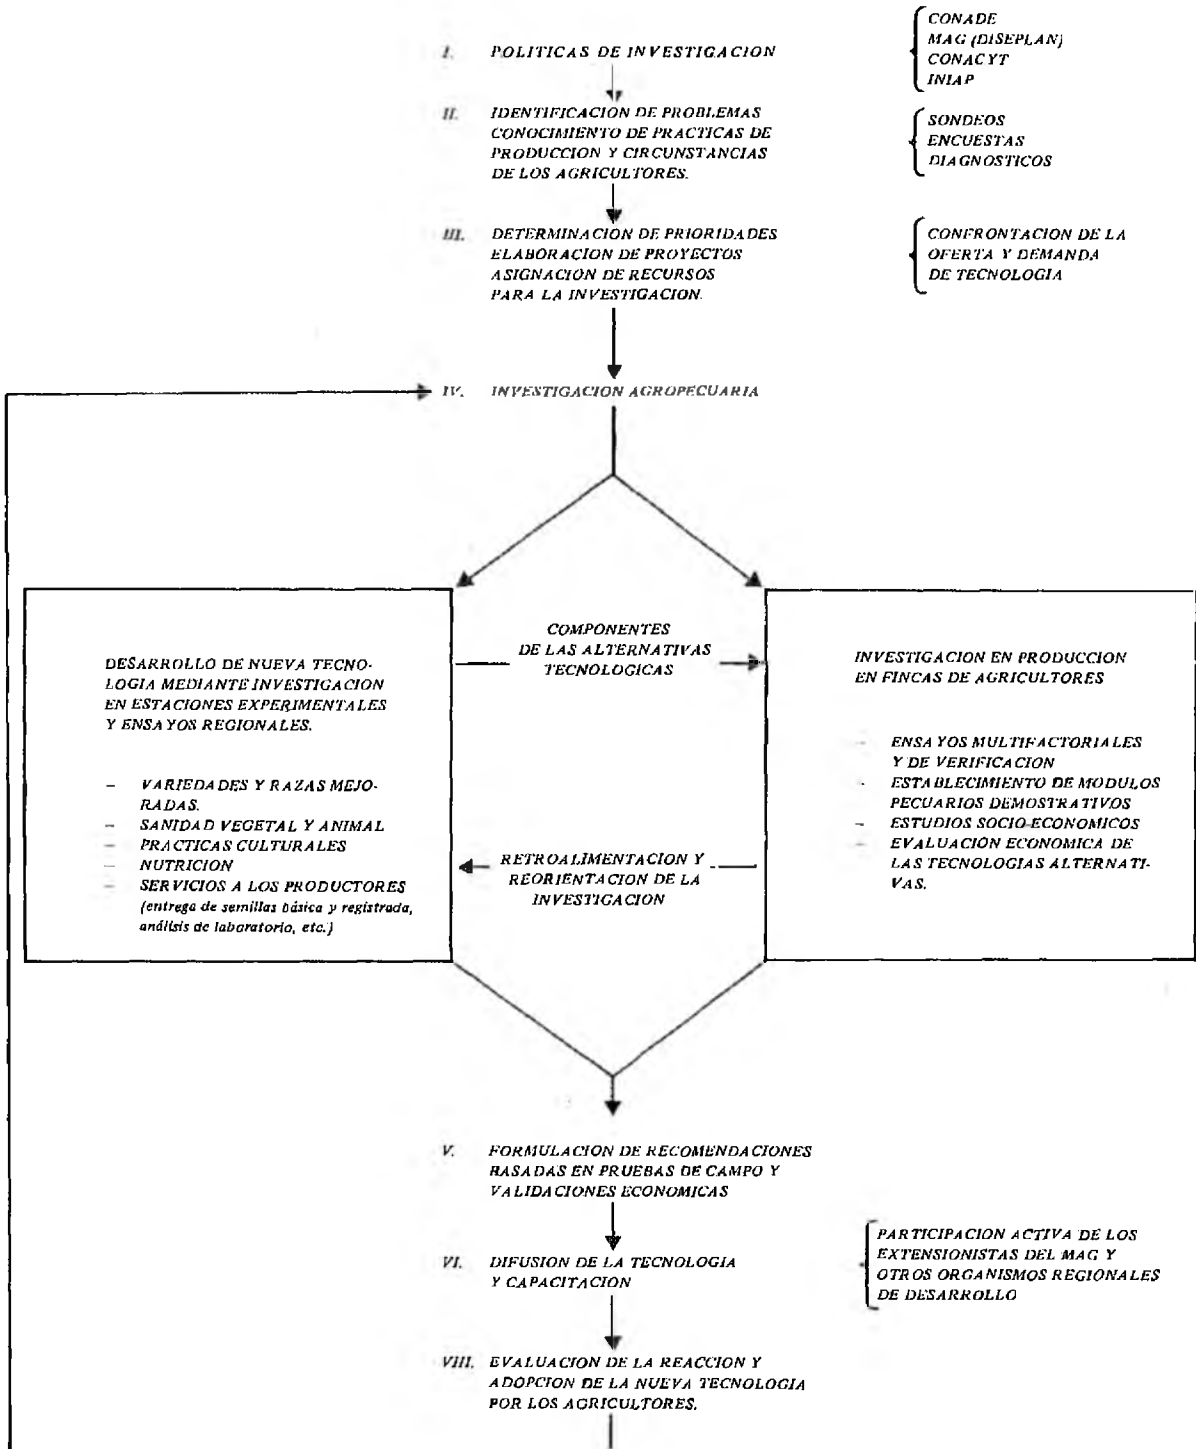 I. POLITICAS DE INVESTIGACION
CONADE
MAG (DISEPLAN)
CONACYT
INIAP
II. IDENTIFICACION DE PROBLEMAS
CONOCIMIENTO DE PRACTICAS DE
PRODUCCION Y CIRCUNSTANCIAS
DE LOS AGRICULTORES.
SONDEOS
ENCUESTAS
DIAGNOSTICOS
III. DETERMINACION DE PRIORIDADES
ELABORACION DE PROYECTOS
ASIGNACION DE RECURSOS
PARA LA INVESTIGACION.
CONFRONTACION DE LA
OFERTA Y DEMANDA
DE TECNOLOGIA
IV. INVESTIGACION AGROPECUARIA
DESARROLLO DE NUEVA TECNO-
LOGIA MEDIANTE INVESTIGACION
EN ESTACIONES EXPERIMENTALES
Y ENSAYOS REGIONALES.
– VARIEDADES Y RAZAS MEJO-
RADAS.
– SANIDAD VEGETAL Y ANIMAL
– PRACTICAS CULTURALES
– NUTRICION
– SERVICIOS A LOS PRODUCTORES
(entrega de semillas básica y registrada,
análisis de laboratorio, etc.)
COMPONENTES
DE LAS ALTERNATIVAS
TECNOLOGICAS
RETROALIMENTACION Y
REORIENTACION DE LA
INVESTIGACION
INVESTIGACION EN PRODUCCION
EN FINCAS DE AGRICULTORES
– ENSAYOS MULTIFACTORIALES
Y DE VERIFICACION
- ESTABLECIMIENTO DE MODULOS
PECUARIOS DEMOSTRATIVOS
– ESTUDIOS SOCIO-ECONOMICOS
– EVALUACION ECONOMICA DE
LAS TECNOLOGIAS ALTERNATI-
VAS.
V. FORMULACION DE RECOMENDACIONES
BASADAS EN PRUEBAS DE CAMPO Y
VALIDACIONES ECONOMICAS
VI. DIFUSION DE LA TECNOLOGIA
Y CAPACITACION
PARTICIPACION ACTIVA DE LOS
EXTENSIONISTAS DEL MAG Y
OTROS ORGANISMOS REGIONALES
DE DESARROLLO
VIII. EVALUACION DE LA REACCION Y
ADOPCION DE LA NUEVA TECNOLOGIA
POR LOS AGRICULTORES.